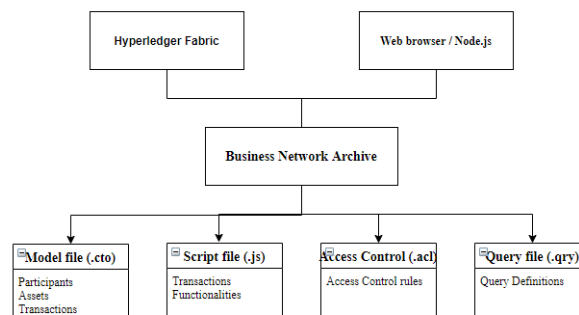 Hyperledger Fabric
Web browser / Node.js
Business Network Archive
Model file (.cto)
Participants
Assets
Transactions
Script file (.js)
Transactions
Functionalities
Access Control (.acl)
Access Control rules
Query file (.qry)
Query Definitions